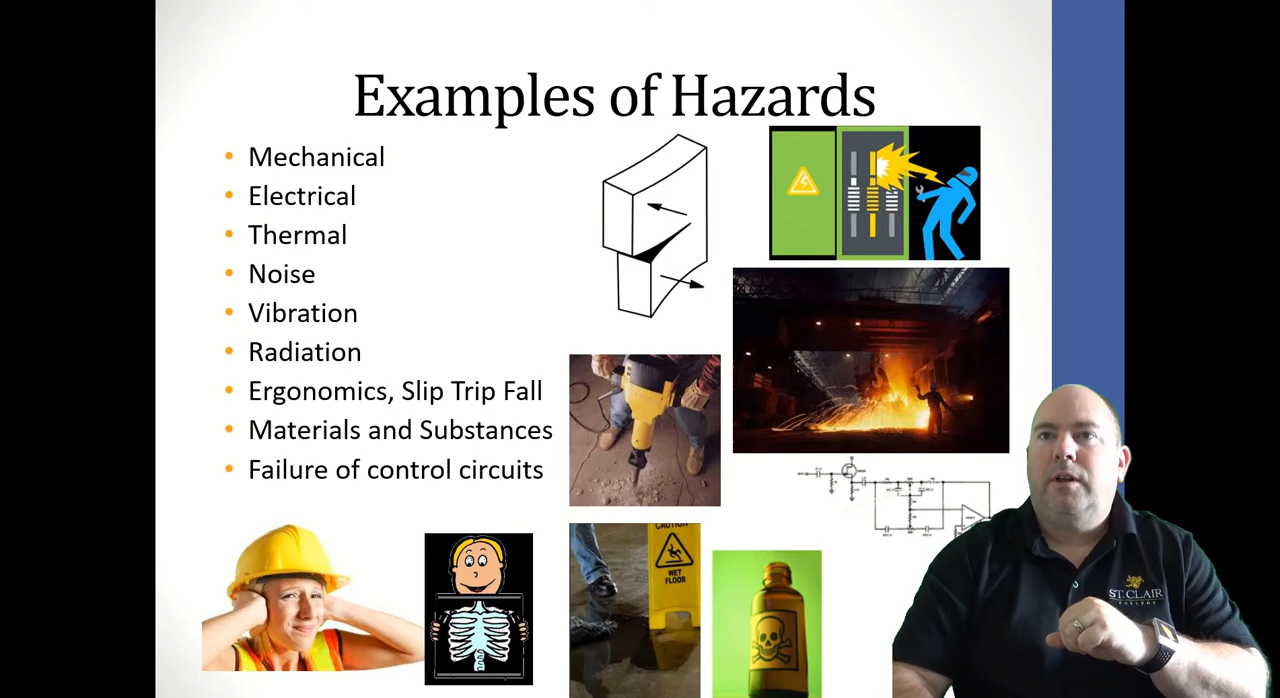 Examples of Hazards
Mechanical
Electrical
Thermal
Noise
Vibration
Radiation
Ergonomics, Slip Trip Fall
Materials and Substances
Failure of control circuits
CAUTION
WET
FLOOR
ST. CLAIR
COLLEGE